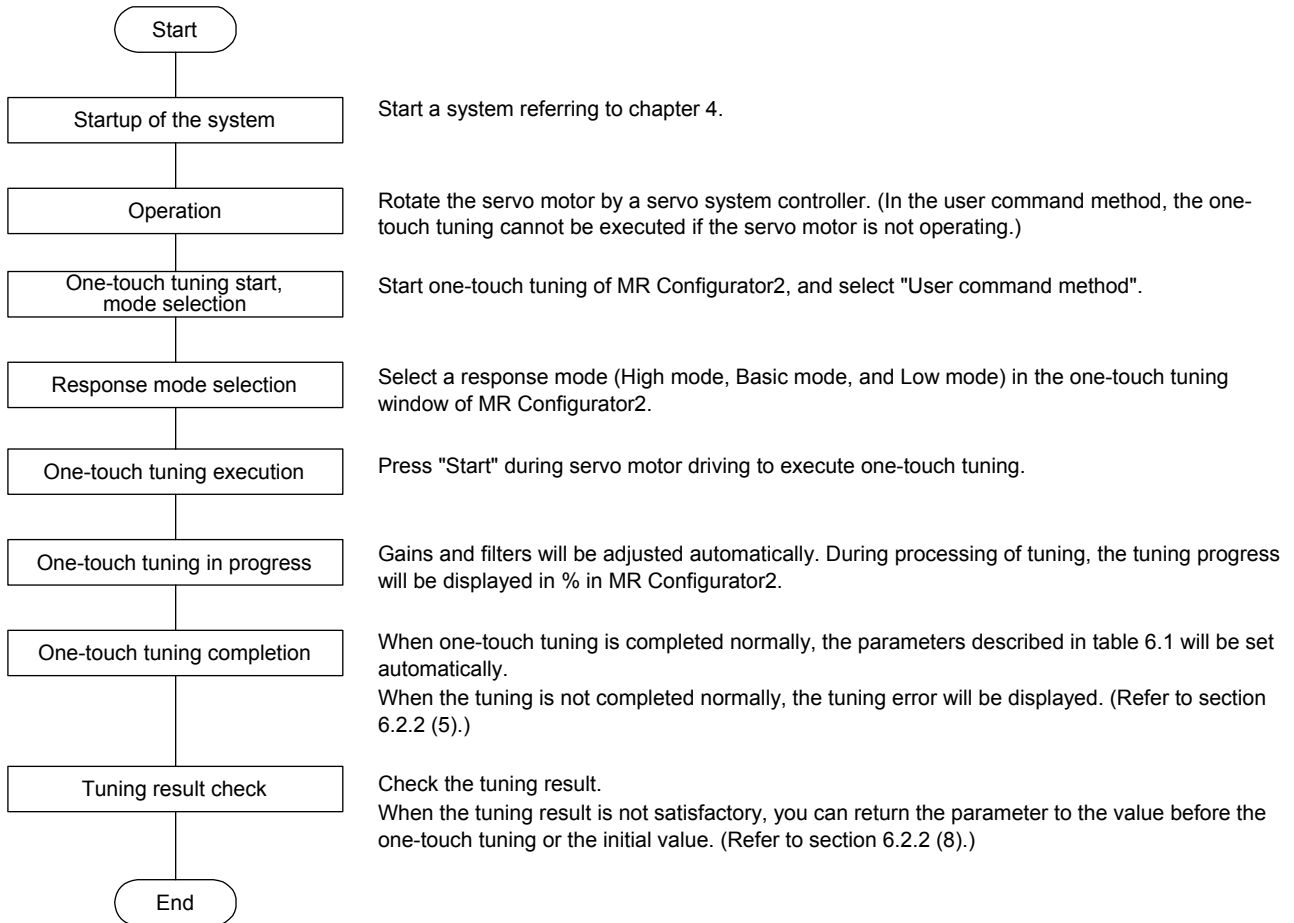 Start
Startup of the system
Start a system referring to chapter 4.
Operation
Rotate the servo motor by a servo system controller. (In the user command method, the one-
touch tuning cannot be executed if the servo motor is not operating.)
One-touch tuning start,
mode selection
Start one-touch tuning of MR Configurator2, and select "User command method".
Response mode selection
Select a response mode (High mode, Basic mode, and Low mode) in the one-touch tuning
window of MR Configurator2.
One-touch tuning execution
Press "Start" during servo motor driving to execute one-touch tuning.
One-touch tuning in progress
Gains and filters will be adjusted automatically. During processing of tuning, the tuning progress
will be displayed in % in MR Configurator2.
One-touch tuning completion
When one-touch tuning is completed normally, the parameters described in table 6.1 will be set
automatically.
When the tuning is not completed normally, the tuning error will be displayed. (Refer to section
6.2.2 (5).)
Tuning result check
Check the tuning result.
When the tuning result is not satisfactory, you can return the parameter to the value before the
one-touch tuning or the initial value. (Refer to section 6.2.2 (8).)
End